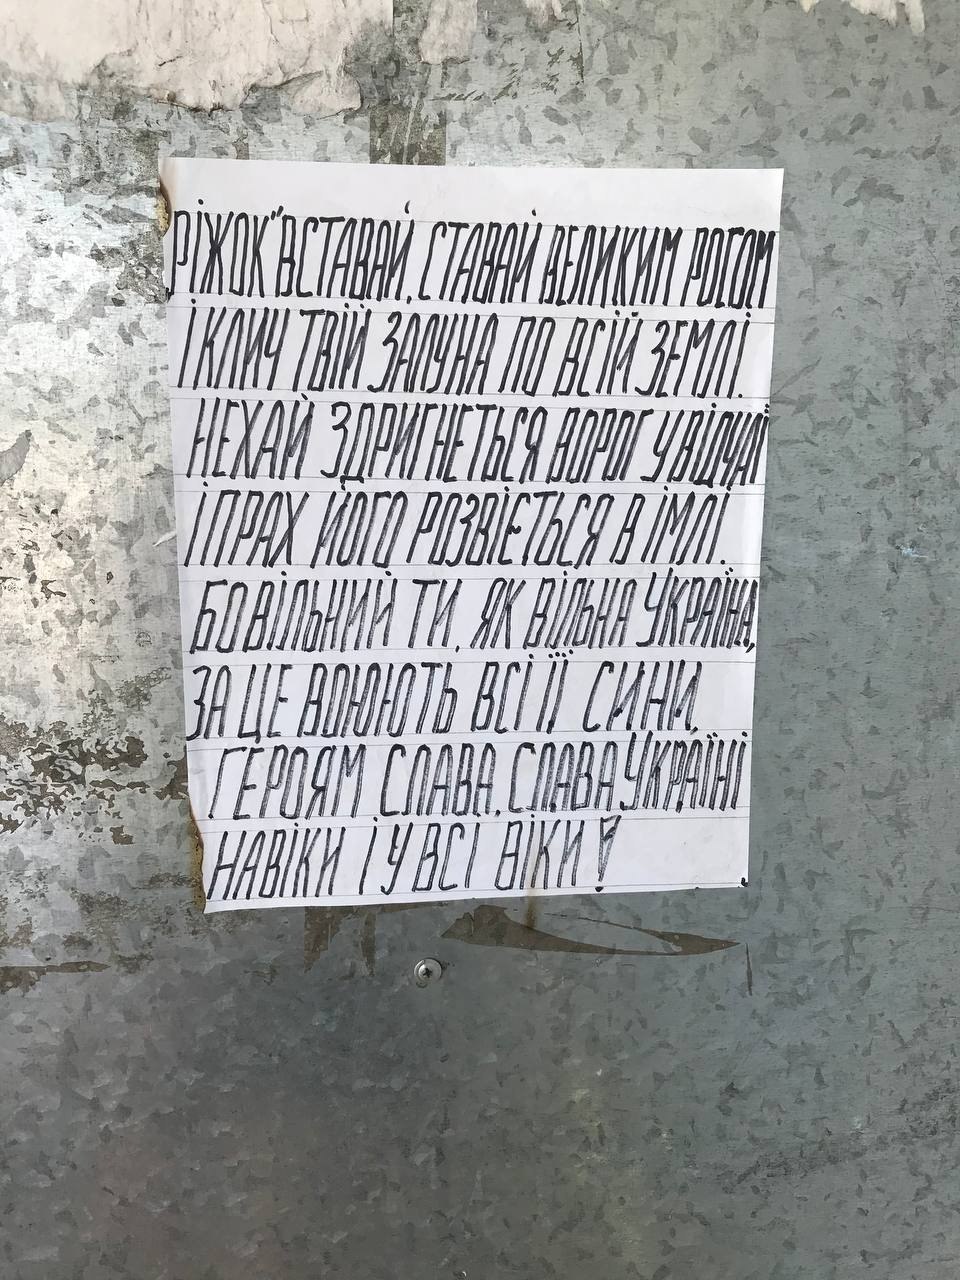 „РІЖОК" ВСТАВАЙ, СТАВАЙ ВЕЛИКИМ РОГОМ
І КЛИЧ ТВІЙ ЗАЛУНА ПО ВСІЙ ЗЕМЛІ.
НЕХАЙ ЗДРИГНЕТЬСЯ ВОРОГ У ВІДЧАЇ
І ПРАХ ЙОГО РОЗВІЄТЬСЯ В ІМЛІ.
БО ВІЛЬНИЙ ТИ, ЯК ВІЛЬНА УКРАЇНА,
ЗА ЦЕ ВОЮЮТЬ ВСІ ЇЇ СИНИ.
ГЕРОЯМ СЛАВА, СЛАВА УКРАЇНІ
НАВІКИ І У ВСІ ВІКИ!